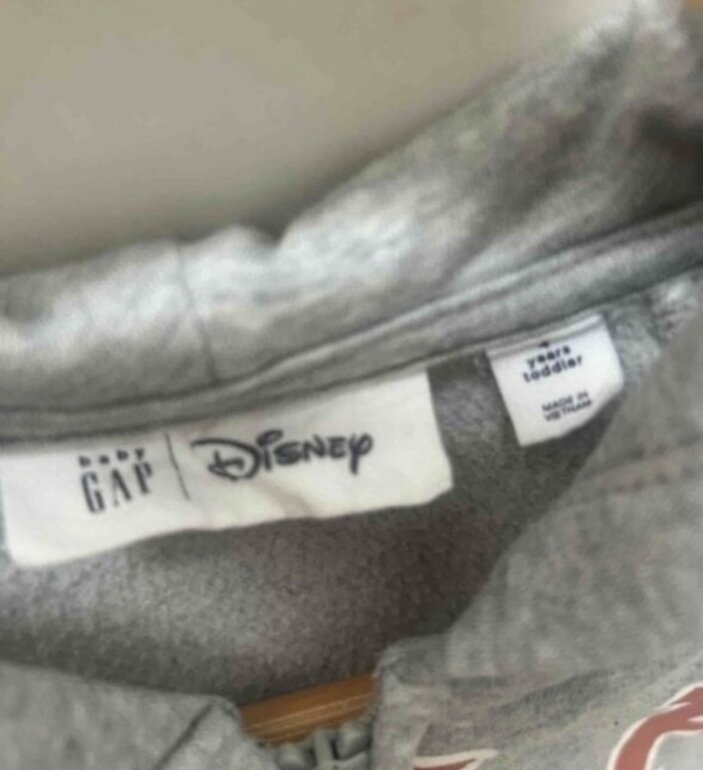 baby
GAP
Disney
years
toddler
MADE IN
VIETNAM